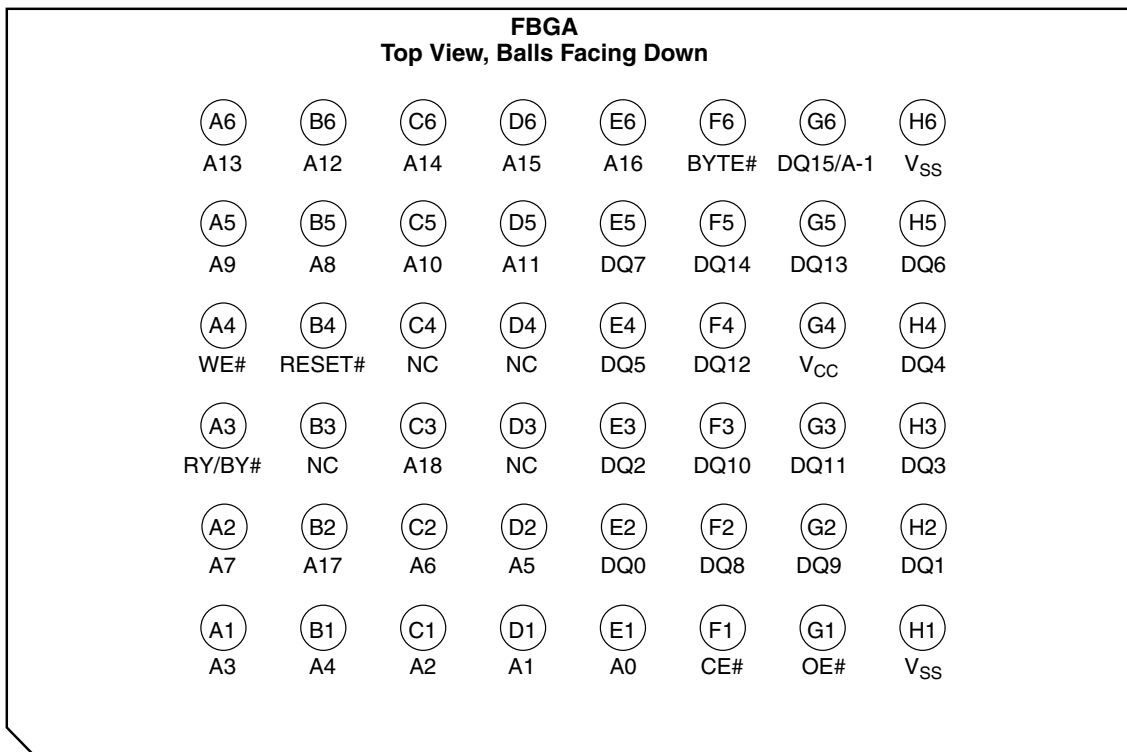 FBGA
Top View, Balls Facing Down
A6 B6 C6 D6 E6 F6 G6 H6
A13 A12 A14 A15 A16 BYTE# DQ15/A-1 VSS
A5 B5 C5 D5 E5 F5 G5 H5
A9 A8 A10 A11 DQ7 DQ14 DQ13 DQ6
A4 B4 C4 D4 E4 F4 G4 H4
WE# RESET# NC NC DQ5 DQ12 VCC DQ4
A3 B3 C3 D3 E3 F3 G3 H3
RY/BY# NC A18 NC DQ2 DQ10 DQ11 DQ3
A2 B2 C2 D2 E2 F2 G2 H2
A7 A17 A6 A5 DQ0 DQ8 DQ9 DQ1
A1 B1 C1 D1 E1 F1 G1 H1
A3 A4 A2 A1 A0 CE# OE# VSS